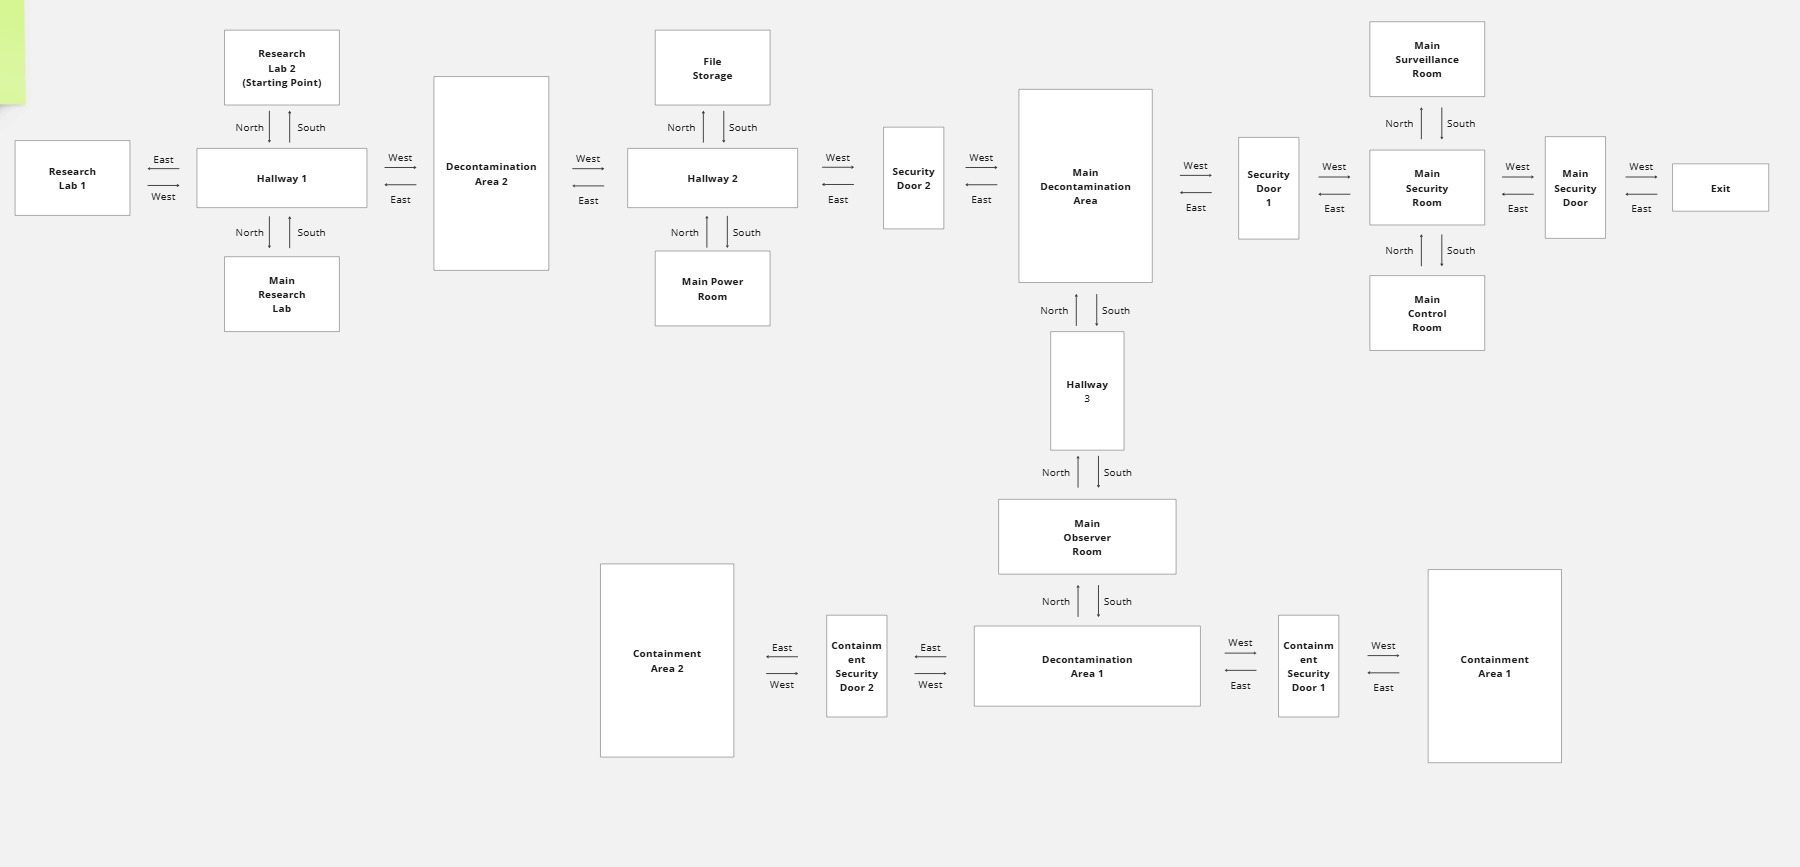 Research
Lab 2
(Starting Point)
North
South
Research
Lab 1
East
West
Hallway 1
West
East
North
South
Main
Research
Lab
Decontamination
Area 2
West
East
File
Storage
North
South
Hallway 2
North
South
Main Power
Room
West
East
Security
Door 2
West
East
Main
Decontamination
Area
West
East
Security
Door
1
West
East
Main
Surveillance
Room
North
South
Main
Security
Room
North
South
Main
Control
Room
West
East
Main
Security
Door
West
East
Exit
North
South
Hallway
3
North
South
Main
Observer
Room
North
South
Containment
Area 2
East
West
Containm
ent
Security
Door 2
East
West
Decontamination
Area 1
West
East
Containm
ent
Security
Door 1
West
East
Containment
Area 1